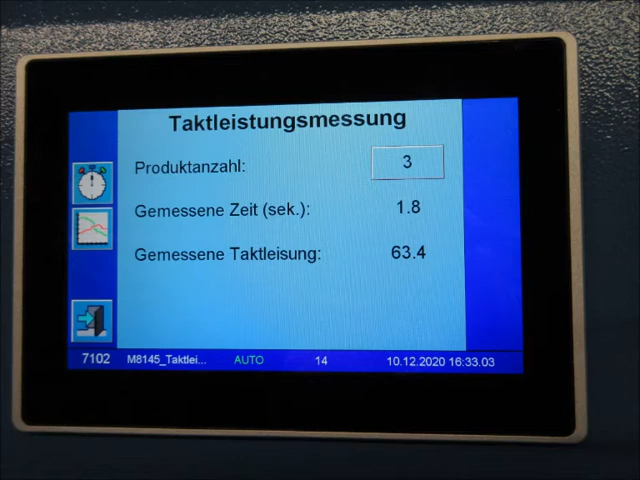 Taktleistungsmessung
Produktanzahl: 3
Gemessene Zeit (sek.): 1.8
Gemessene Taktleisung: 63.4
7102 M8145_Taktlei... AUTO 14 10.12.2020 16:33.03